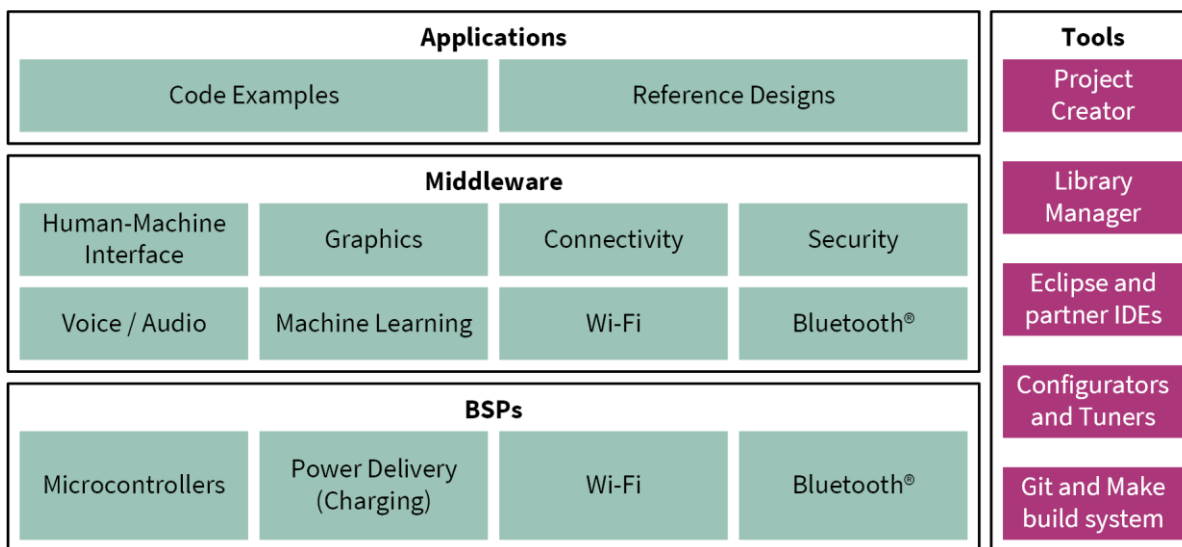 Applications
Code Examples
Reference Designs
Middleware
Human-Machine
Interface
Graphics
Connectivity
Security
Voice / Audio
Machine Learning
Wi-Fi
Bluetooth®
BSPs
Microcontrollers
Power Delivery
(Charging)
Wi-Fi
Bluetooth®
Tools
Project
Creator
Library
Manager
Eclipse and
partner IDEs
Configurators
and Tuners
Git and Make
build system